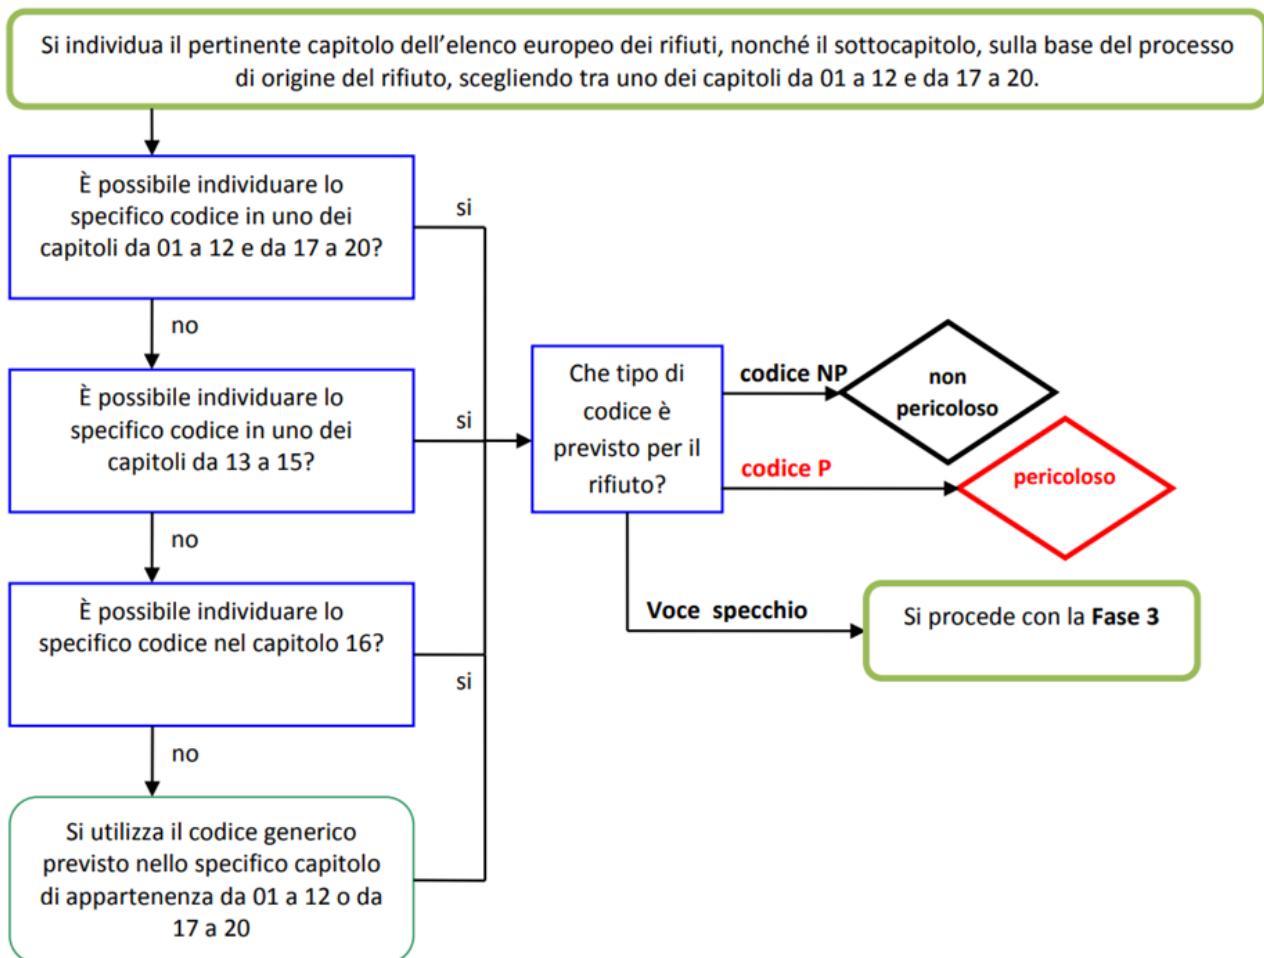 Si individua il pertinente capitolo dell’elenco europeo dei rifiuti, nonché il sottocapitolo, sulla base del processo
di origine del rifiuto, scegliendo tra uno dei capitoli da 01 a 12 e da 17 a 20.
È possibile individuare lo
specifico codice in uno dei
capitoli da 01 a 12 e da 17 a 20?
si
no
È possibile individuare lo
specifico codice in uno dei
capitoli da 13 a 15?
si
no
È possibile individuare lo
specifico codice nel capitolo 16?
si
no
Si utilizza il codice generico
previsto nello specifico capitolo
di appartenenza da 01 a 12 o da
17 a 20
Che tipo di
codice è
previsto per il
rifiuto?
codice NP
non
pericoloso
codice P
pericoloso
Voce specchio
Si procede con la Fase 3